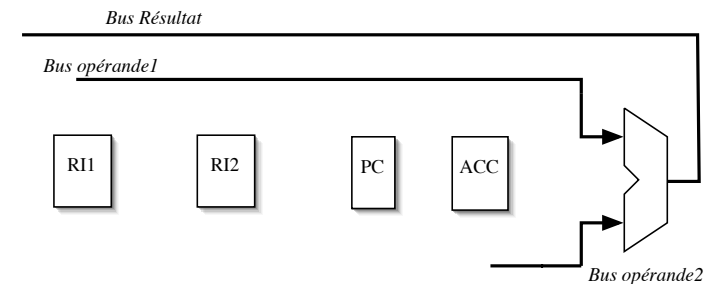 Bus Résultat
Bus opérande1
RI1
RI2
PC
ACC
Bus opérande2